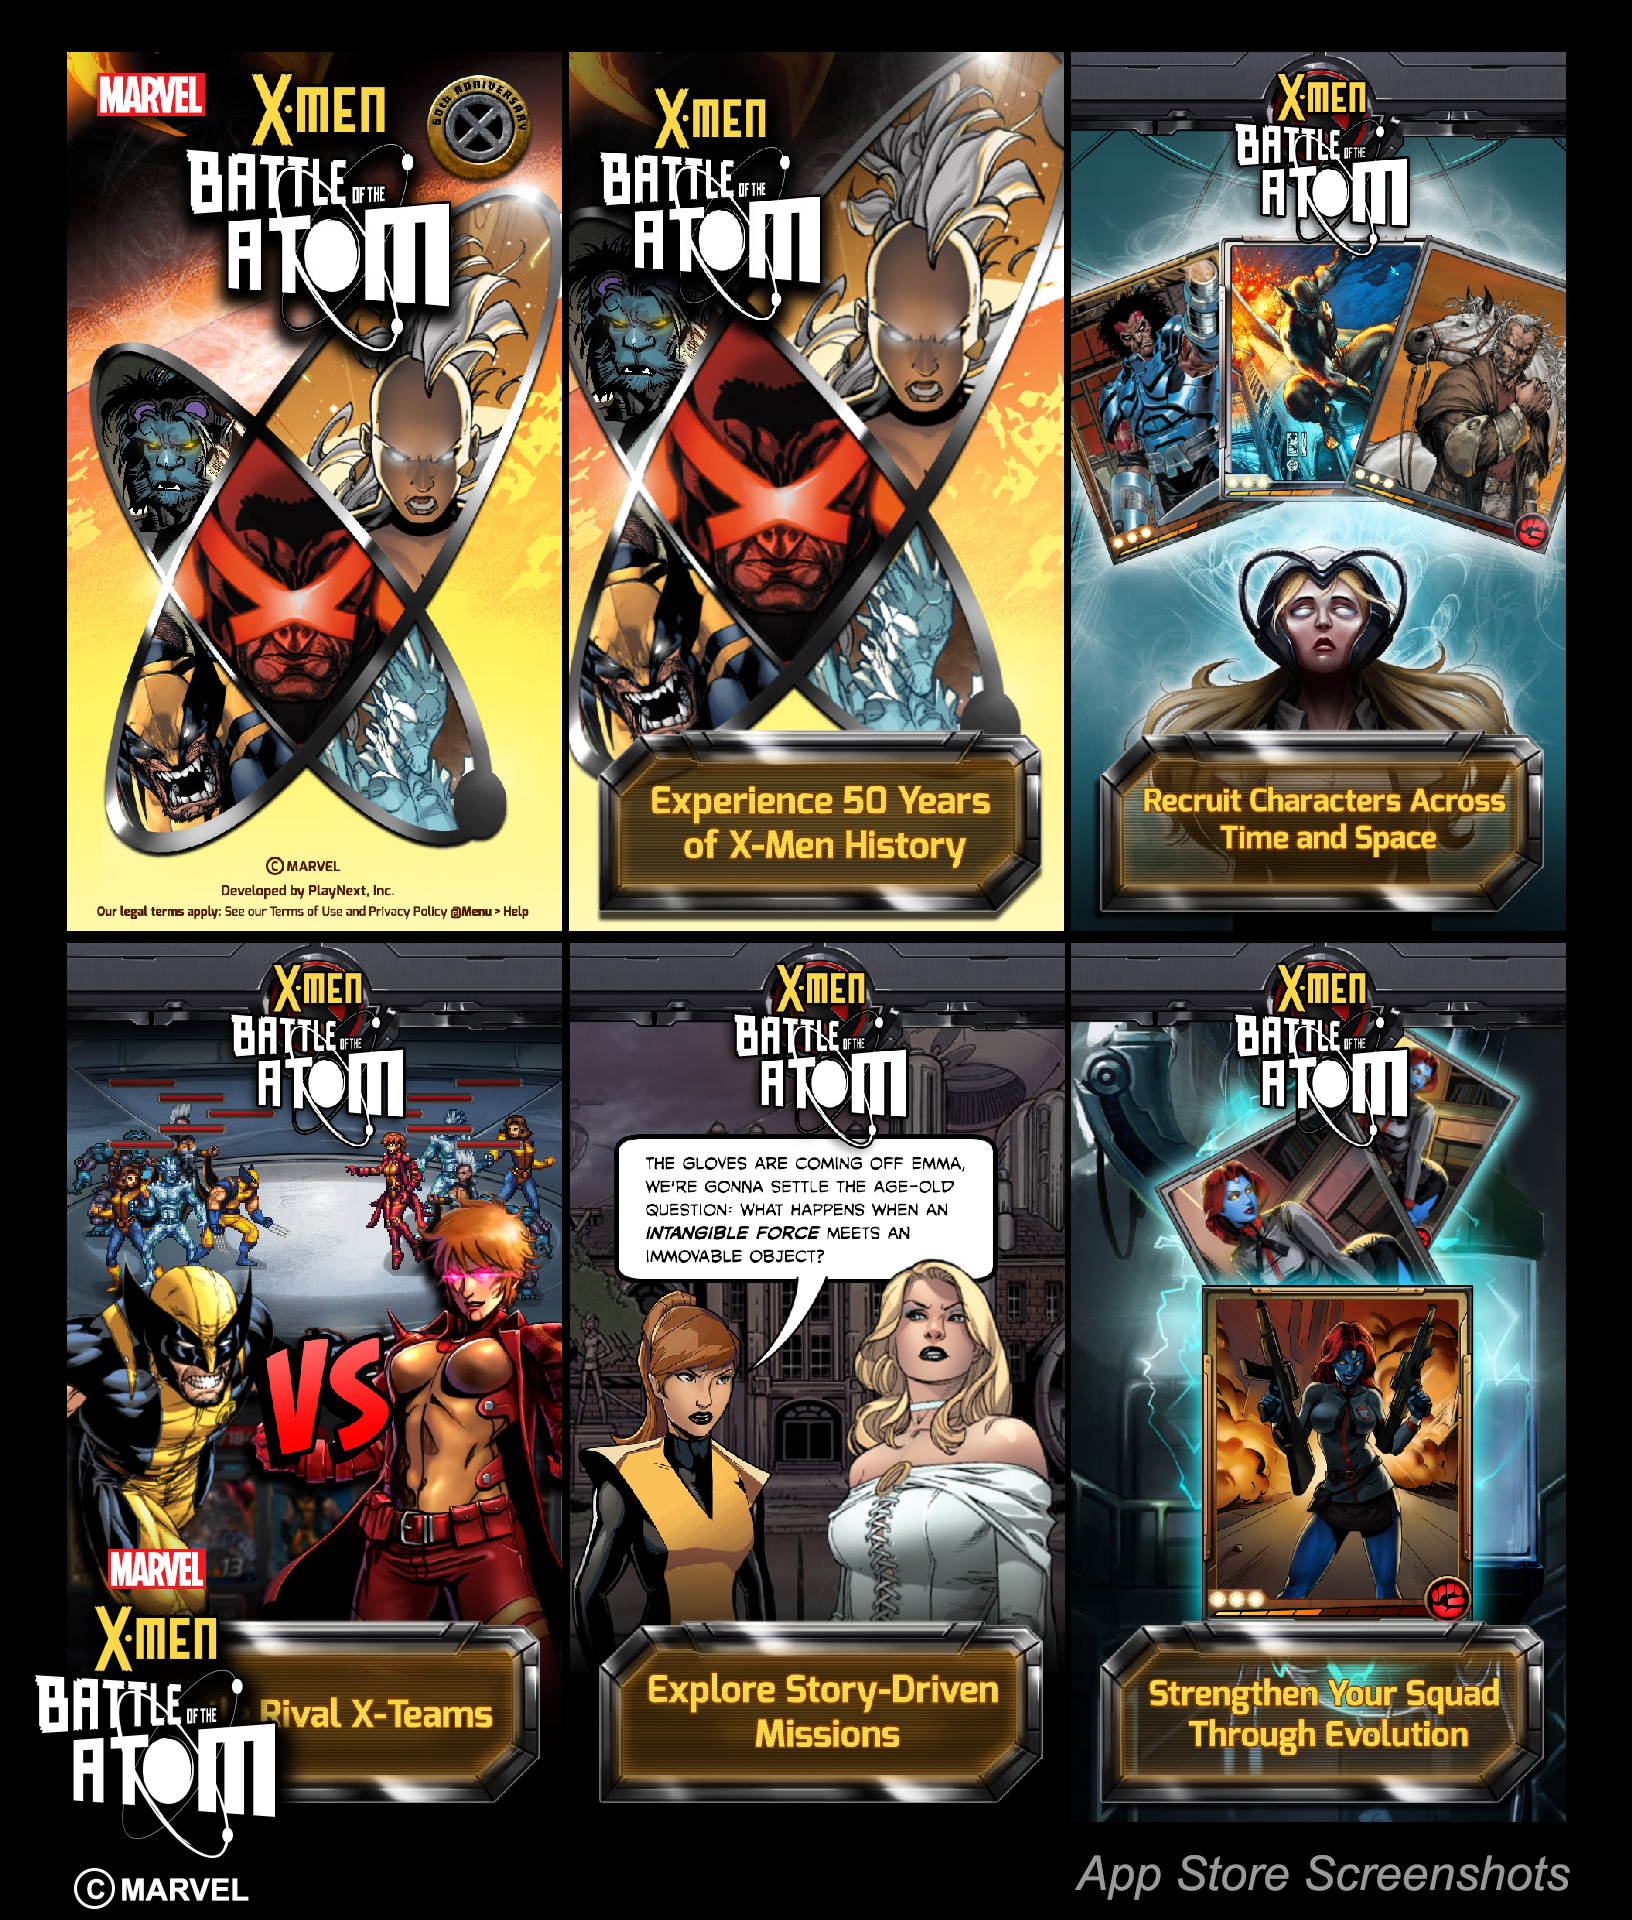 MARVEL
X-MEN
BATTLE OF THE
ATOM
50th ANNIVERSARY
© MARVEL
Developed by PlayNext, Inc.
Our legal terms apply: See our Terms of Use and Privacy Policy @Menu > Help
X-MEN
BATTLE OF THE
ATOM
Experience 50 Years
of X-Men History
X-MEN
BATTLE OF THE
ATOM
Recruit Characters Across
Time and Space
X-MEN
BATTLE OF THE
ATOM
VS
Rival X-Teams
X-MEN
BATTLE OF THE
ATOM
THE GLOVES ARE COMING OFF EMMA,
WE'RE GONNA SETTLE THE AGE-OLD
QUESTION: WHAT HAPPENS WHEN AN
INTANGIBLE FORCE MEETS AN
IMMOVABLE OBJECT?
Explore Story-Driven
Missions
X-MEN
BATTLE OF THE
ATOM
Strengthen Your Squad
Through Evolution
MARVEL
X-MEN
BATTLE OF THE
ATOM
© MARVEL
App Store Screenshots